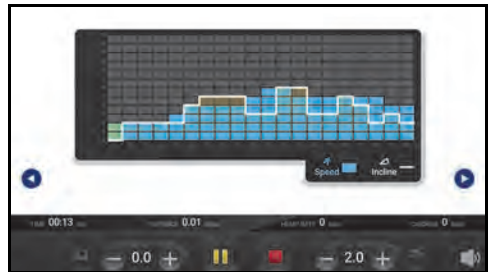 Speed Incline
TIME 00:13
DISTANCE 0.01
HEART RATE 0
CALORIES 0
0.0
2.0